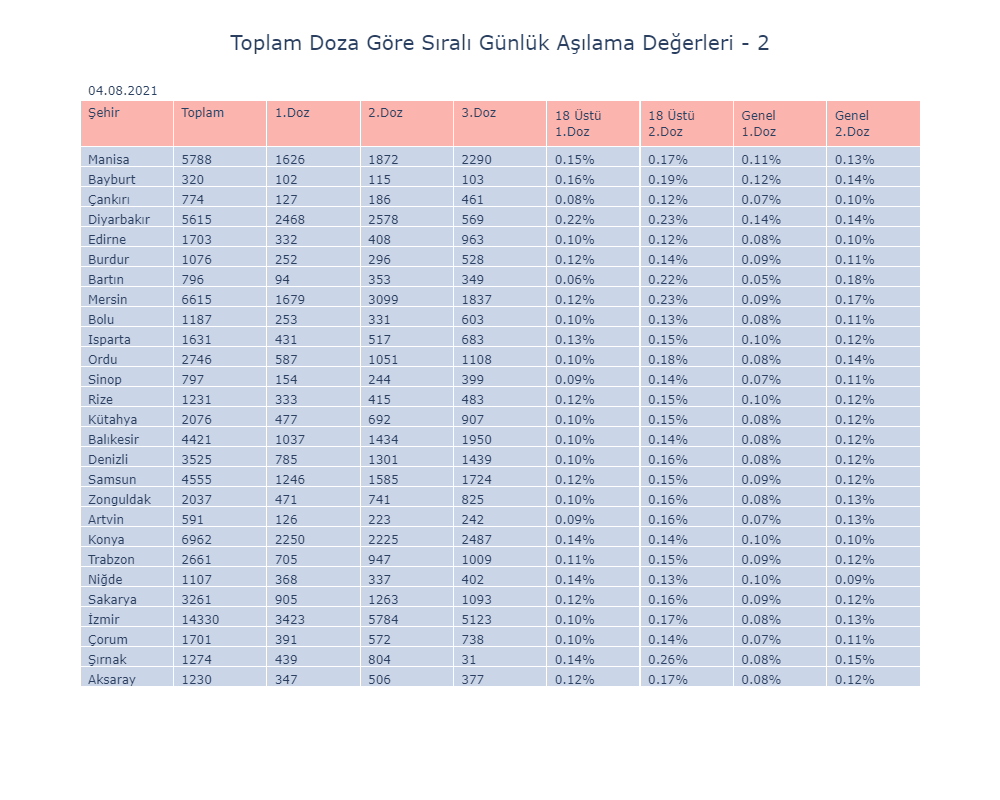 Toplam Doza Göre Sıralı Günlük Aşılama Değerleri - 2
04.08.2021
Şehir Toplam 1.Doz 2.Doz 3.Doz 18 Üstü 1.Doz 18 Üstü 2.Doz Genel 1.Doz Genel 2.Doz
Manisa 5788 1626 1872 2290 0.15% 0.17% 0.11% 0.13%
Bayburt 320 102 115 103 0.16% 0.19% 0.12% 0.14%
Çankırı 774 127 186 461 0.08% 0.12% 0.07% 0.10%
Diyarbakır 5615 2468 2578 569 0.22% 0.23% 0.14% 0.14%
Edirne 1703 332 408 963 0.10% 0.12% 0.08% 0.10%
Burdur 1076 252 296 528 0.12% 0.14% 0.09% 0.11%
Bartın 796 94 353 349 0.06% 0.22% 0.05% 0.18%
Mersin 6615 1679 3099 1837 0.12% 0.23% 0.09% 0.17%
Bolu 1187 253 331 603 0.10% 0.13% 0.08% 0.11%
Isparta 1631 431 517 683 0.13% 0.15% 0.10% 0.12%
Ordu 2746 587 1051 1108 0.10% 0.18% 0.08% 0.14%
Sinop 797 154 244 399 0.09% 0.14% 0.07% 0.11%
Rize 1231 333 415 483 0.12% 0.15% 0.10% 0.12%
Kütahya 2076 477 692 907 0.10% 0.15% 0.08% 0.12%
Balıkesir 4421 1037 1434 1950 0.10% 0.14% 0.08% 0.12%
Denizli 3525 785 1301 1439 0.10% 0.16% 0.08% 0.12%
Samsun 4555 1246 1585 1724 0.12% 0.15% 0.09% 0.12%
Zonguldak 2037 471 741 825 0.10% 0.16% 0.08% 0.13%
Artvin 591 126 223 242 0.09% 0.16% 0.07% 0.13%
Konya 6962 2250 2225 2487 0.14% 0.14% 0.10% 0.10%
Trabzon 2661 705 947 1009 0.11% 0.15% 0.09% 0.12%
Niğde 1107 368 337 402 0.14% 0.13% 0.10% 0.09%
Sakarya 3261 905 1263 1093 0.12% 0.16% 0.09% 0.12%
İzmir 14330 3423 5784 5123 0.10% 0.17% 0.08% 0.13%
Çorum 1701 391 572 738 0.10% 0.14% 0.07% 0.11%
Şırnak 1274 439 804 31 0.14% 0.26% 0.08% 0.15%
Aksaray 1230 347 506 377 0.12% 0.17% 0.08% 0.12%